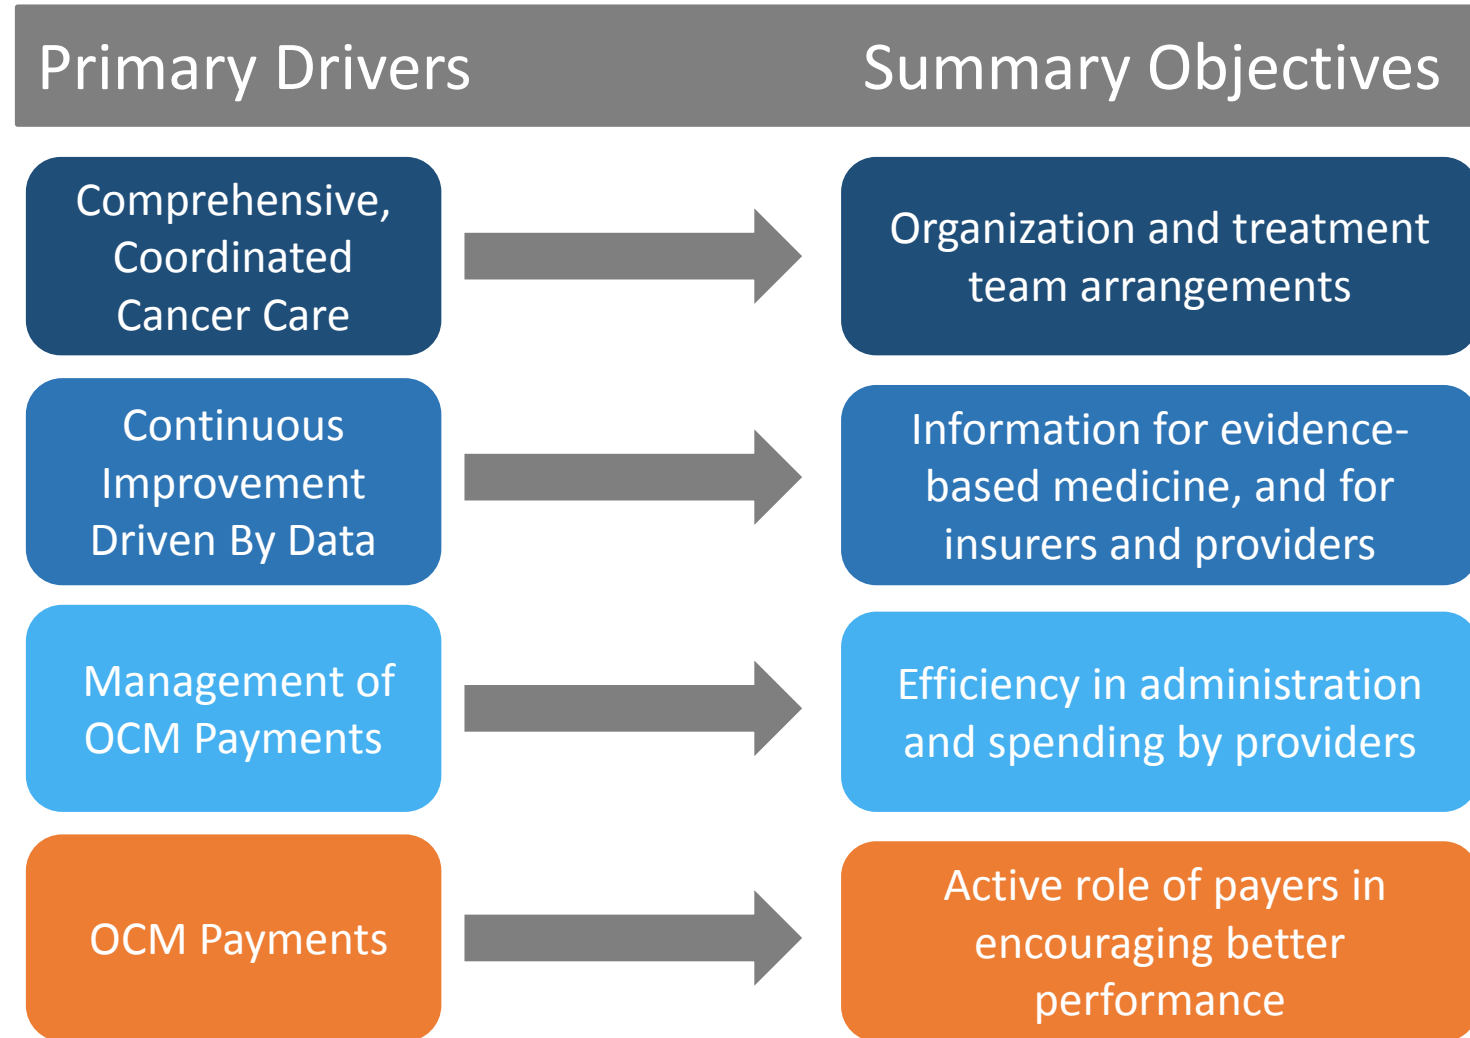 Primary Drivers
Summary Objectives
Comprehensive,
Coordinated
Cancer Care
Organization and treatment
team arrangements
Continuous
Improvement
Driven By Data
Information for evidence-
based medicine, and for
insurers and providers
Management of
OCM Payments
Efficiency in administration
and spending by providers
OCM Payments
Active role of payers in
encouraging better
performance